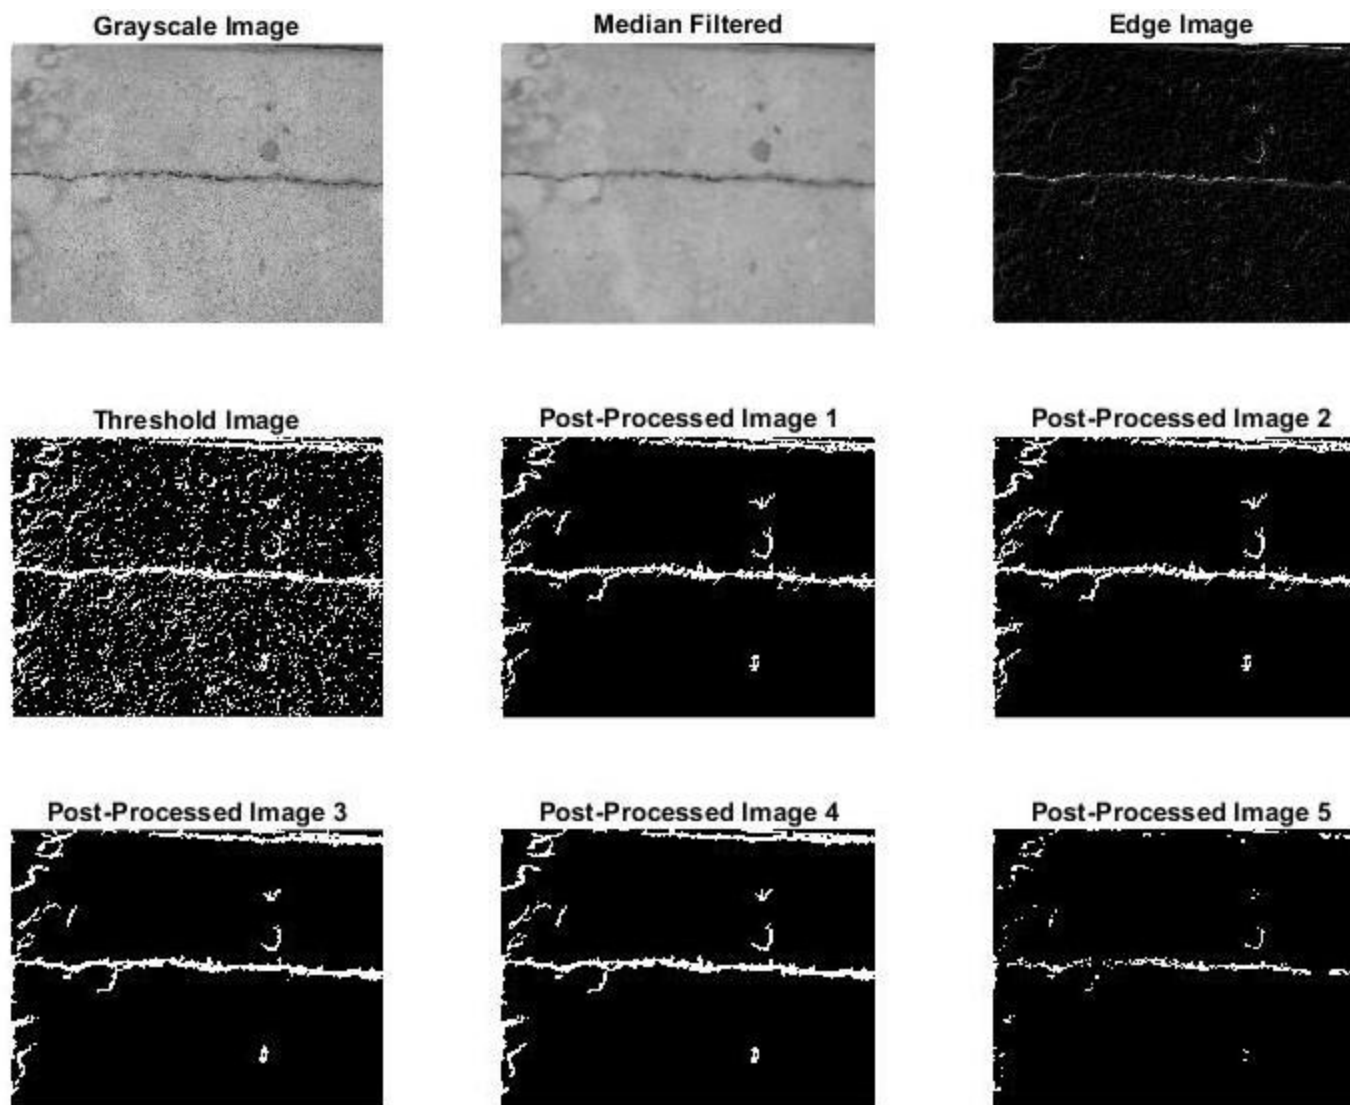 Grayscale Image
Median Filtered
Edge Image
Threshold Image
Post-Processed Image 1
Post-Processed Image 2
Post-Processed Image 3
Post-Processed Image 4
Post-Processed Image 5